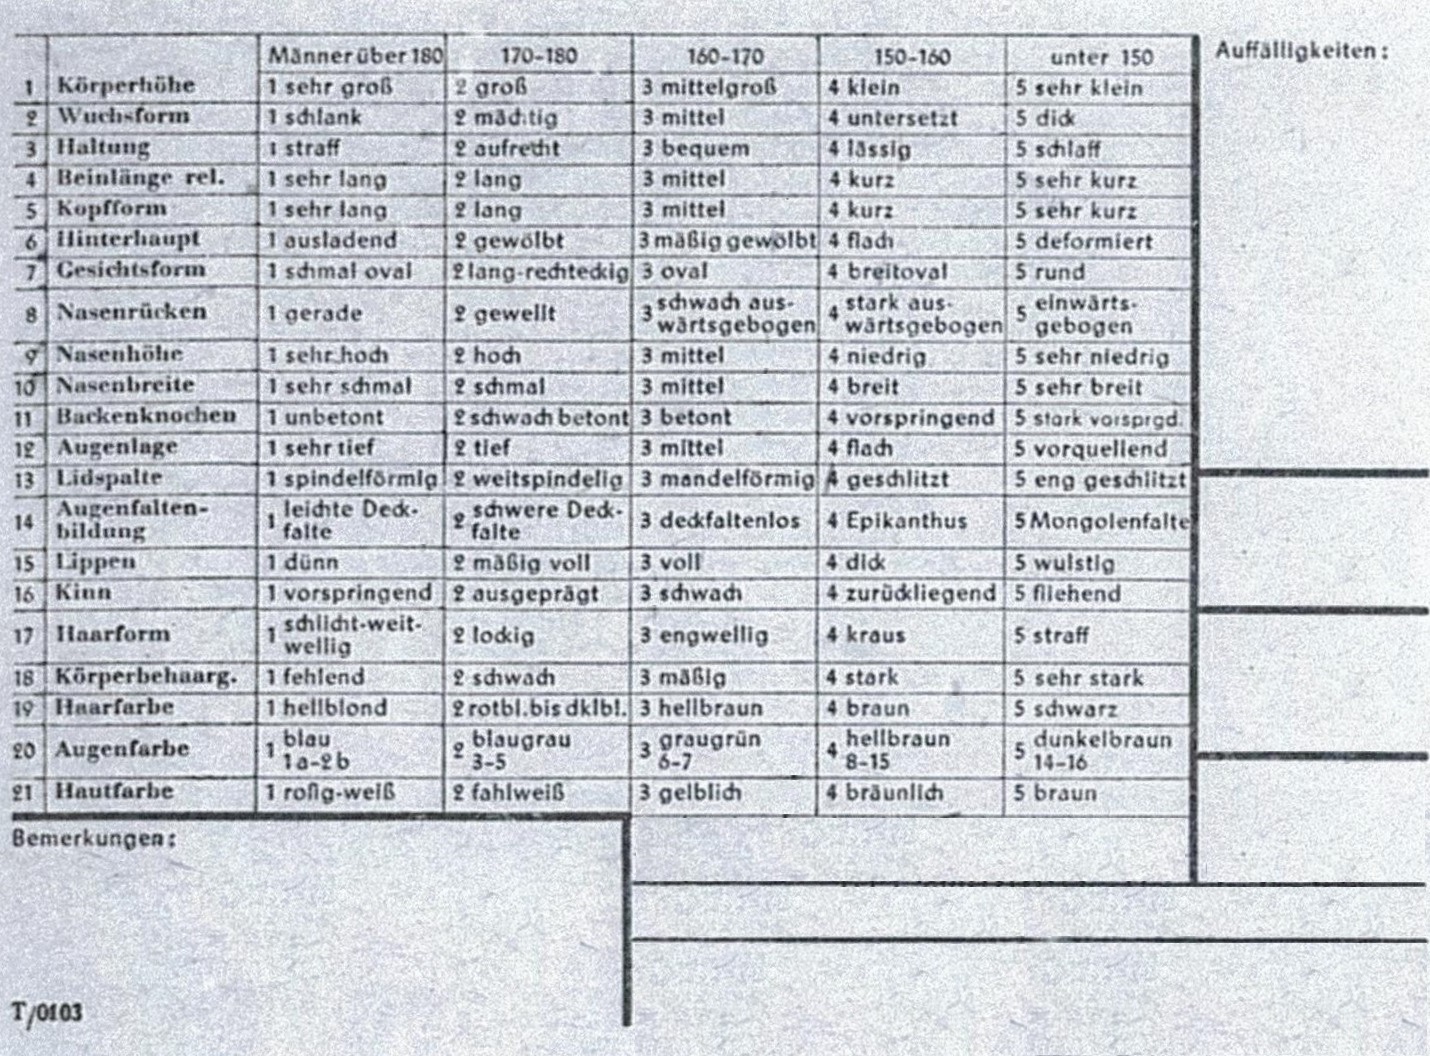 Männer über 180 170-180 160-170 150-160 unter 150 Auffälligkeiten:
1 Körperhöhe 1 sehr groß 2 groß 3 mittelgroß 4 klein 5 sehr klein
2 Wuchsform 1 schlank 2 mächtig 3 mittel 4 untersetzt 5 dick
3 Haltung 1 straff 2 aufrecht 3 bequem 4 lässig 5 schlaff
4 Beinlänge rel. 1 sehr lang 2 lang 3 mittel 4 kurz 5 sehr kurz
5 Kopfform 1 sehr lang 2 lang 3 mittel 4 kurz 5 sehr kurz
6 Hinterhaupt 1 ausladend 2 gewölbt 3 mäßig gewölbt 4 flach 5 deformiert
7 Gesichtsform 1 schmal oval 2 lang-rechteckig 3 oval 4 breitoval 5 rund
8 Nasenrücken 1 gerade 2 gewellt 3 schwach aus- 4 stark aus- 5 einwärts-
wärtsgebogen wärtsgebogen gebogen
9 Nasenhöhe 1 sehr hoch 2 hoch 3 mittel 4 niedrig 5 sehr niedrig
10 Nasenbreite 1 sehr schmal 2 schmal 3 mittel 4 breit 5 sehr breit
11 Backenknochen 1 unbetont 2 schwach betont 3 betont 4 vorspringend 5 stark vorsprgd.
12 Augenlage 1 sehr tief 2 tief 3 mittel 4 flach 5 vorquellend
13 Lidspalte 1 spindelförmig 2 weitspindelig 3 mandelförmig 4 geschlitzt 5 eng geschlitzt
14 Augenfalten- 1 leichte Deck- 2 schwere Deck- 3 deckfaltenlos 4 Epikanthus 5 Mongolenfalte
bildung falte falte
15 Lippen 1 dünn 2 mäßig voll 3 voll 4 dick 5 wulstig
16 Kinn 1 vorspringend 2 ausgeprägt 3 schwach 4 zurückliegend 5 fliehend
17 Haarform 1 schlicht-weit- 2 lockig 3 engwellig 4 kraus 5 straff
wellig
18 Körperbehaarg. 1 fehlend 2 schwach 3 mäßig 4 stark 5 sehr stark
19 Haarfarbe 1 hellblond 2 rotbl. bis dklbl. 3 hellbraun 4 braun 5 schwarz
20 Augenfarbe 1 blau 2 blaugrau 3 graugrün 4 hellbraun 5 dunkelbraun
1a-2b 3-5 6-7 8-15 14-16
21 Hautfarbe 1 rosig-weiß 2 fahlweiß 3 gelblich 4 bräunlich 5 braun
Bemerkungen:
T/0103